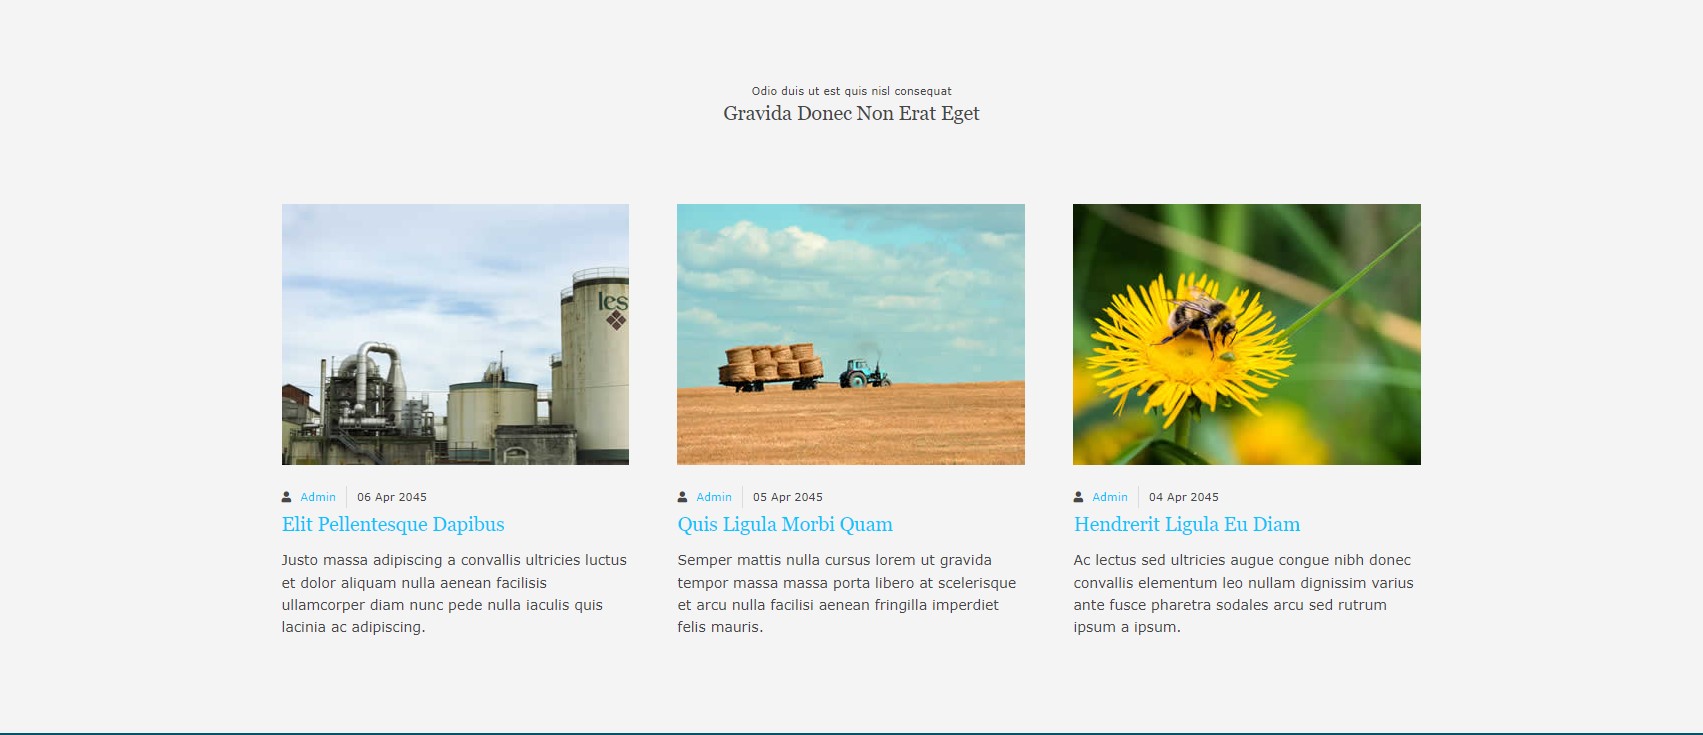 Odio duis ut est quis nisl consequat
Gravida Donec Non Erat Eget
les
Admin 06 Apr 2045
Elit Pellentesque Dapibus
Justo massa adipiscing a convallis ultricies luctus
et dolor aliquam nulla aenean facilisis
ullamcorper diam nunc pede nulla iaculis quis
lacinia ac adipiscing.
Admin 05 Apr 2045
Quis Ligula Morbi Quam
Semper mattis nulla cursus lorem ut gravida
tempor massa massa porta libero at scelerisque
et arcu nulla facilisi aenean fringilla imperdiet
felis mauris.
Admin 04 Apr 2045
Hendrerit Ligula Eu Diam
Ac lectus sed ultricies augue congue nibh donec
convallis elementum leo nullam dignissim varius
ante fusce pharetra sodales arcu sed rutrum
ipsum a ipsum.